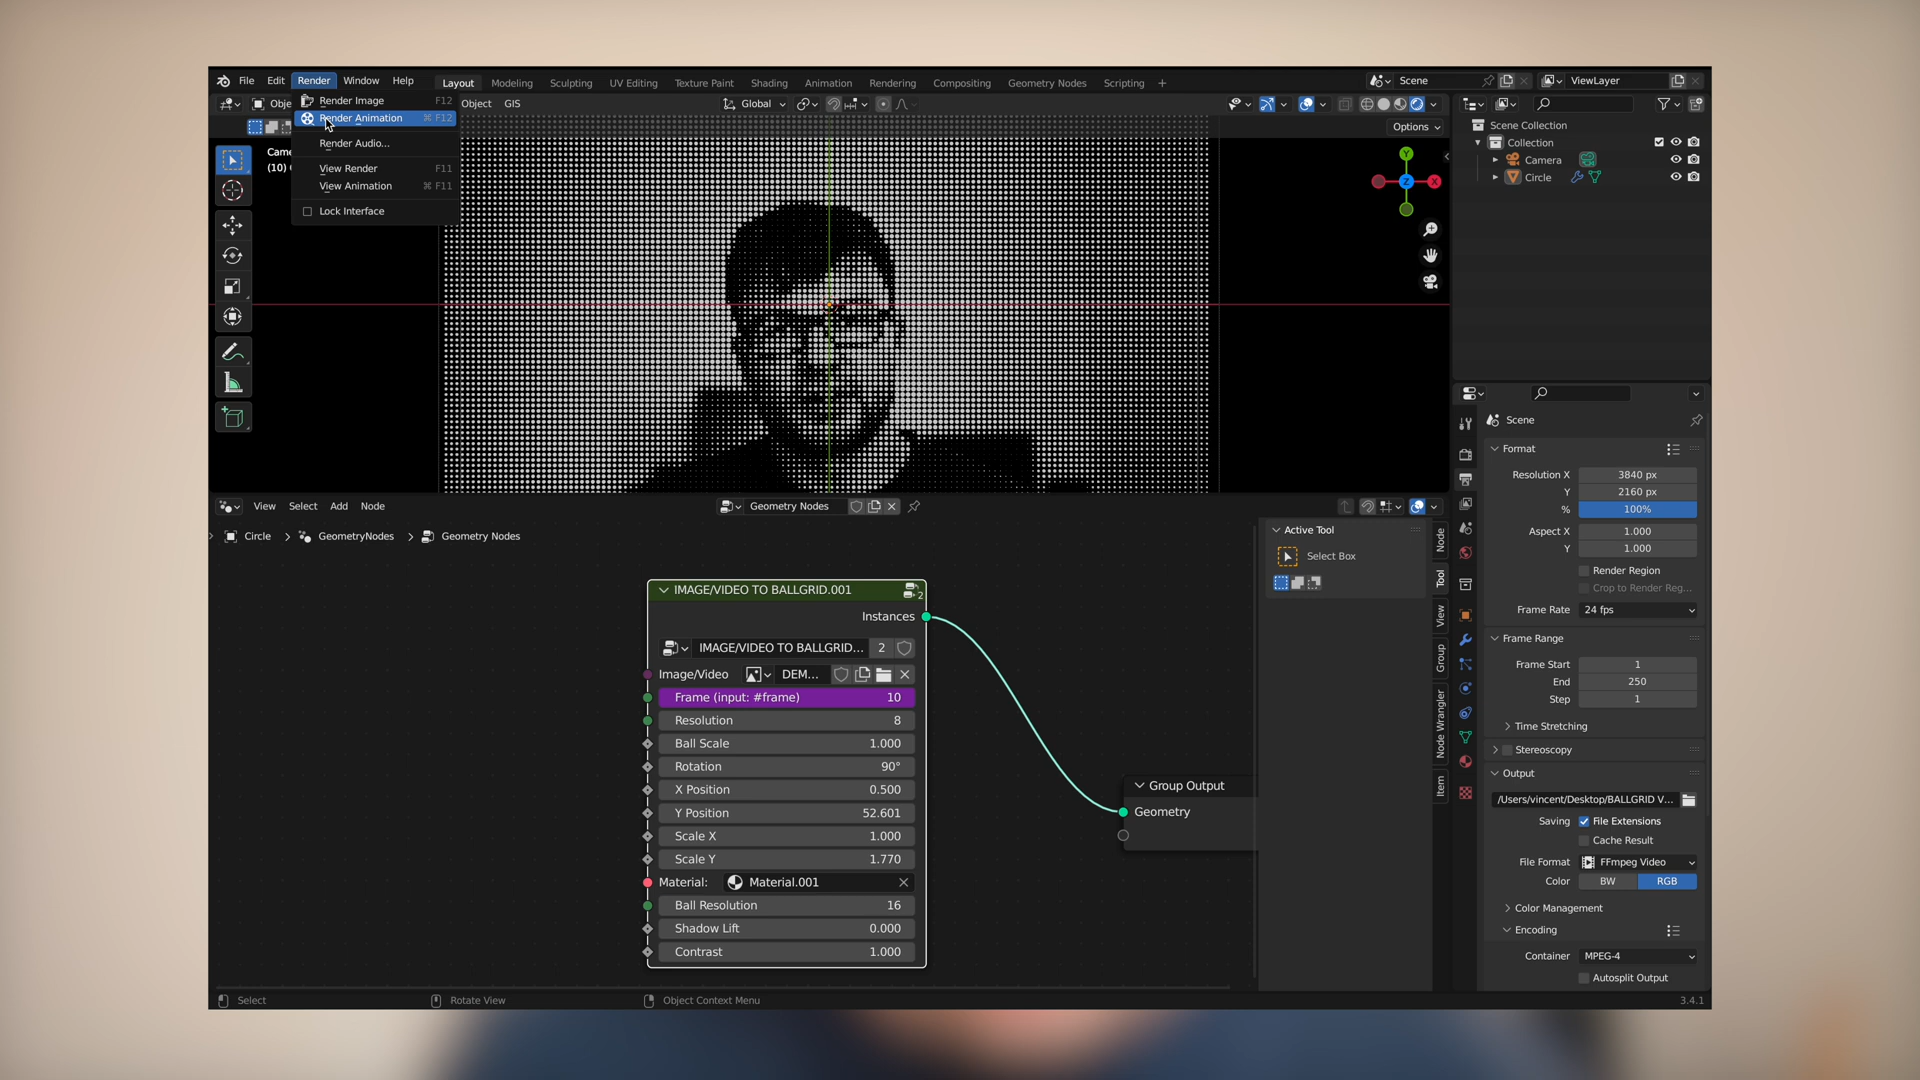 File Edit Render Window Help
Layout Modeling Sculpting UV Editing Texture Paint Shading Animation Rendering Compositing Geometry Nodes Scripting +
Scene
ViewLayer
Render Image F12
Render Animation ⌘ F12
Render Audio...
View Render F11
View Animation ⌘ F11
Lock Interface
Obje
Object GIS
Global
Options
Came
(10) C
Y
Z
X
Scene Collection
Collection
Camera
Circle
View Select Add Node
Geometry Nodes
Circle > GeometryNodes > Geometry Nodes
IMAGE/VIDEO TO BALLGRID.001
2
Instances
IMAGE/VIDEO TO BALLGRID... 2
Image/Video DEM...
Frame (input: #frame) 10
Resolution 8
Ball Scale 1.000
Rotation 90°
X Position 0.500
Y Position 52.601
Scale X 1.000
Scale Y 1.770
Material: Material.001
Ball Resolution 16
Shadow Lift 0.000
Contrast 1.000
Group Output
Geometry
Active Tool
Select Box
Node
Tool
View
Group
Node Wrangler
Item
Scene
Format
Resolution X 3840 px
Y 2160 px
% 100%
Aspect X 1.000
Y 1.000
Render Region
Crop to Render Reg...
Frame Rate 24 fps
Frame Range
Frame Start 1
End 250
Step 1
Time Stretching
Stereoscopy
Output
/Users/vincent/Desktop/BALLGRID V...
Saving File Extensions
Cache Result
File Format FFmpeg Video
Color BW RGB
Color Management
Encoding
Container MPEG-4
Autosplit Output
Select
Rotate View
Object Context Menu
3.4.1